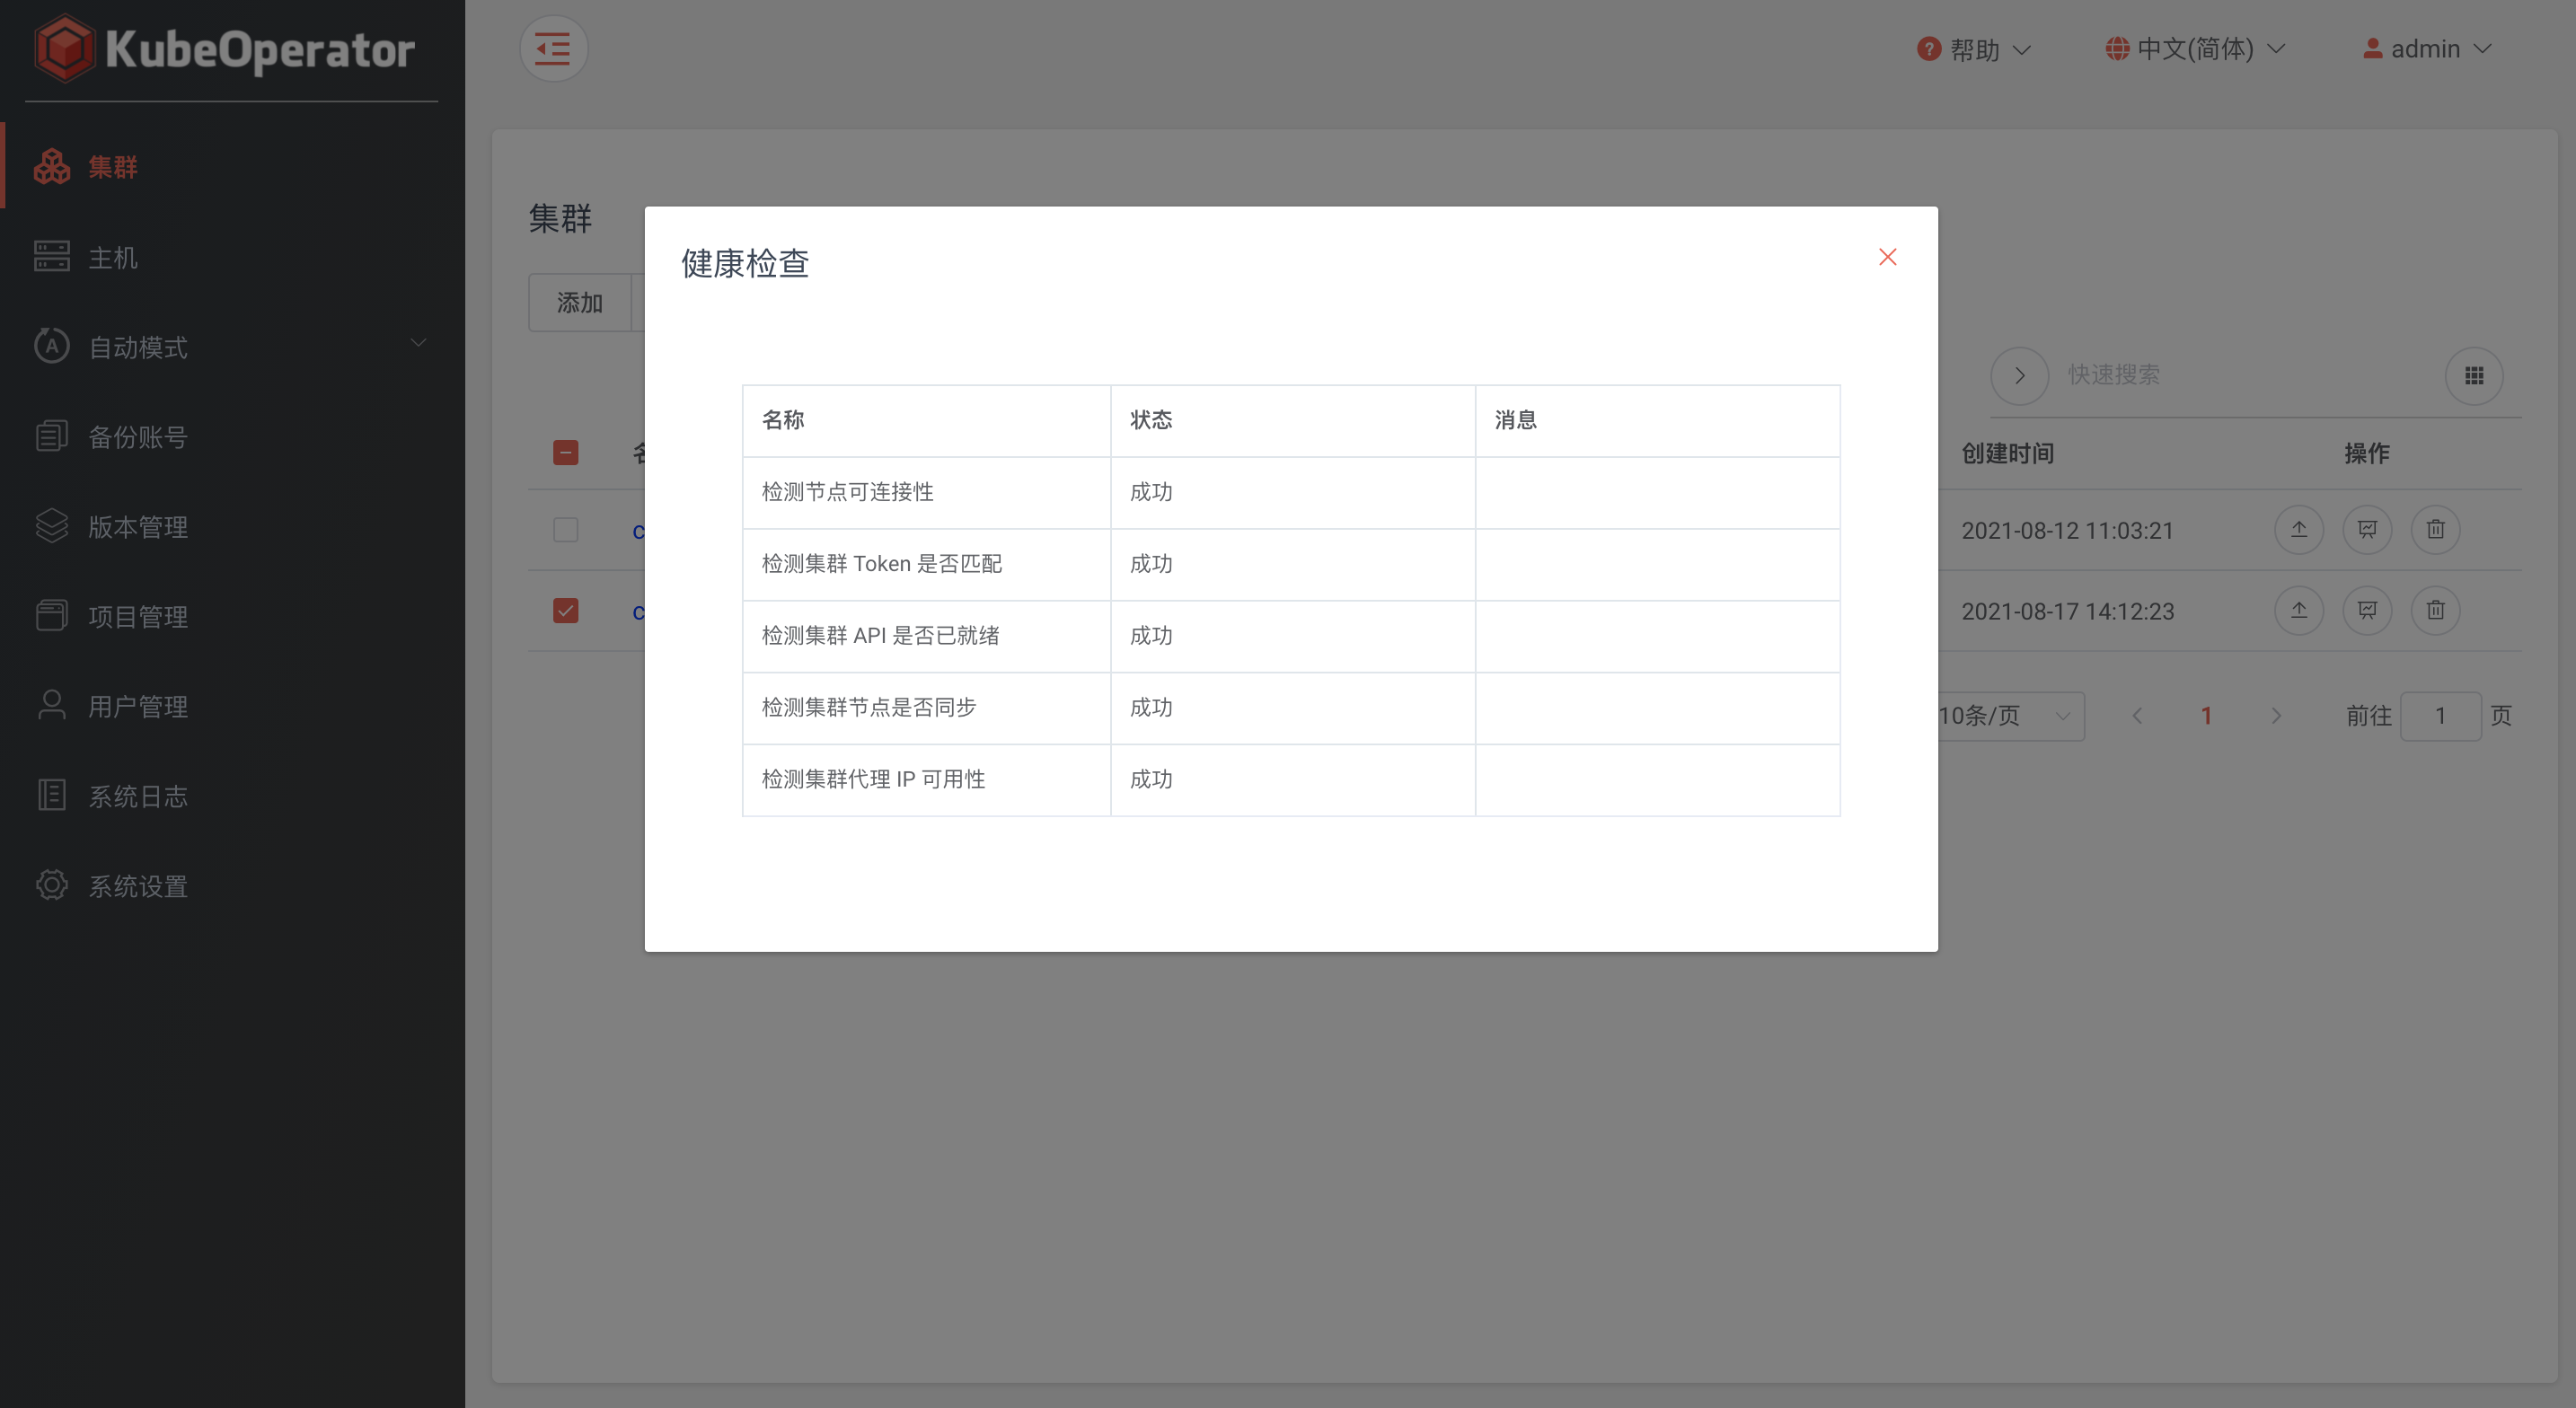 KubeOperator
帮助
中文(简体)
admin
集群
主机
自动模式
备份账号
版本管理
项目管理
用户管理
系统日志
系统设置
集群
添加
快速搜索
创建时间 操作
2021-08-12 11:03:21
2021-08-17 14:12:23
10条/页 1 前往 1 页
健康检查
名称 状态 消息
检测节点可连接性 成功
检测集群 Token 是否匹配 成功
检测集群 API 是否已就绪 成功
检测集群节点是否同步 成功
检测集群代理 IP 可用性 成功